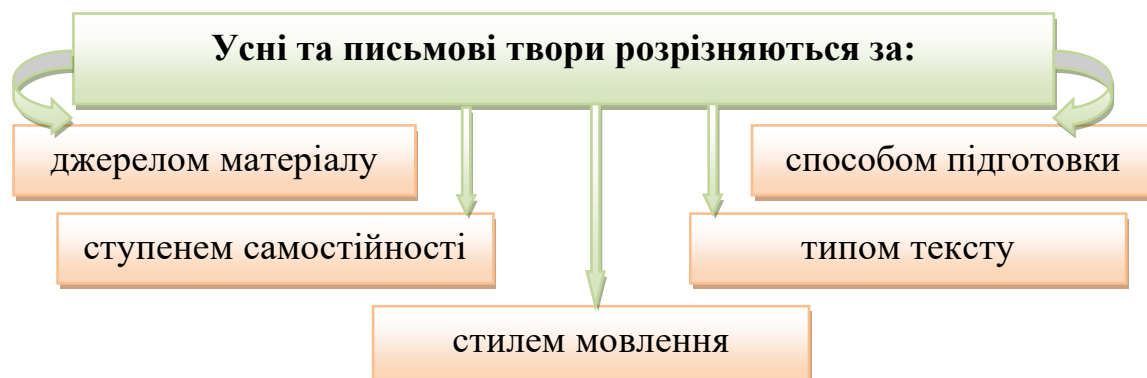 Усні та письмові твори розрізняються за:
джерелом матеріалу
способом підготовки
ступенем самостійності
типом тексту
стилем мовлення